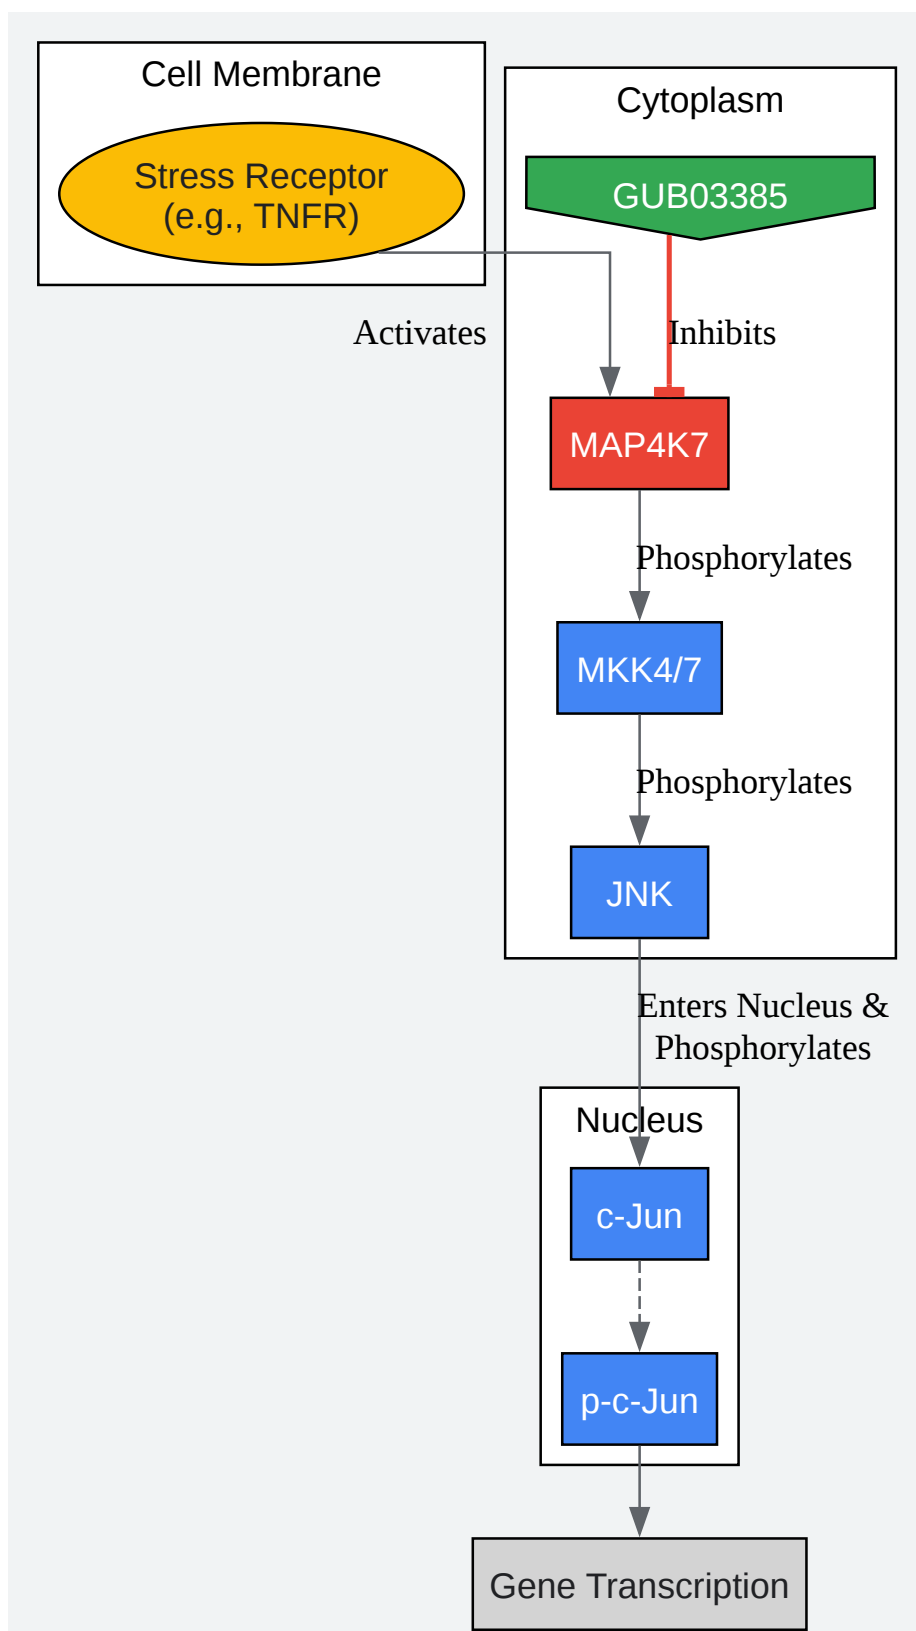 Cell Membrane
Stress Receptor
(e.g., TNFR)
Cytoplasm
GUB03385
Activates
Inhibits
MAP4K7
Phosphorylates
MKK4/7
Phosphorylates
JNK
Enters Nucleus &
Phosphorylates
Nucleus
c-Jun
p-c-Jun
Gene Transcription